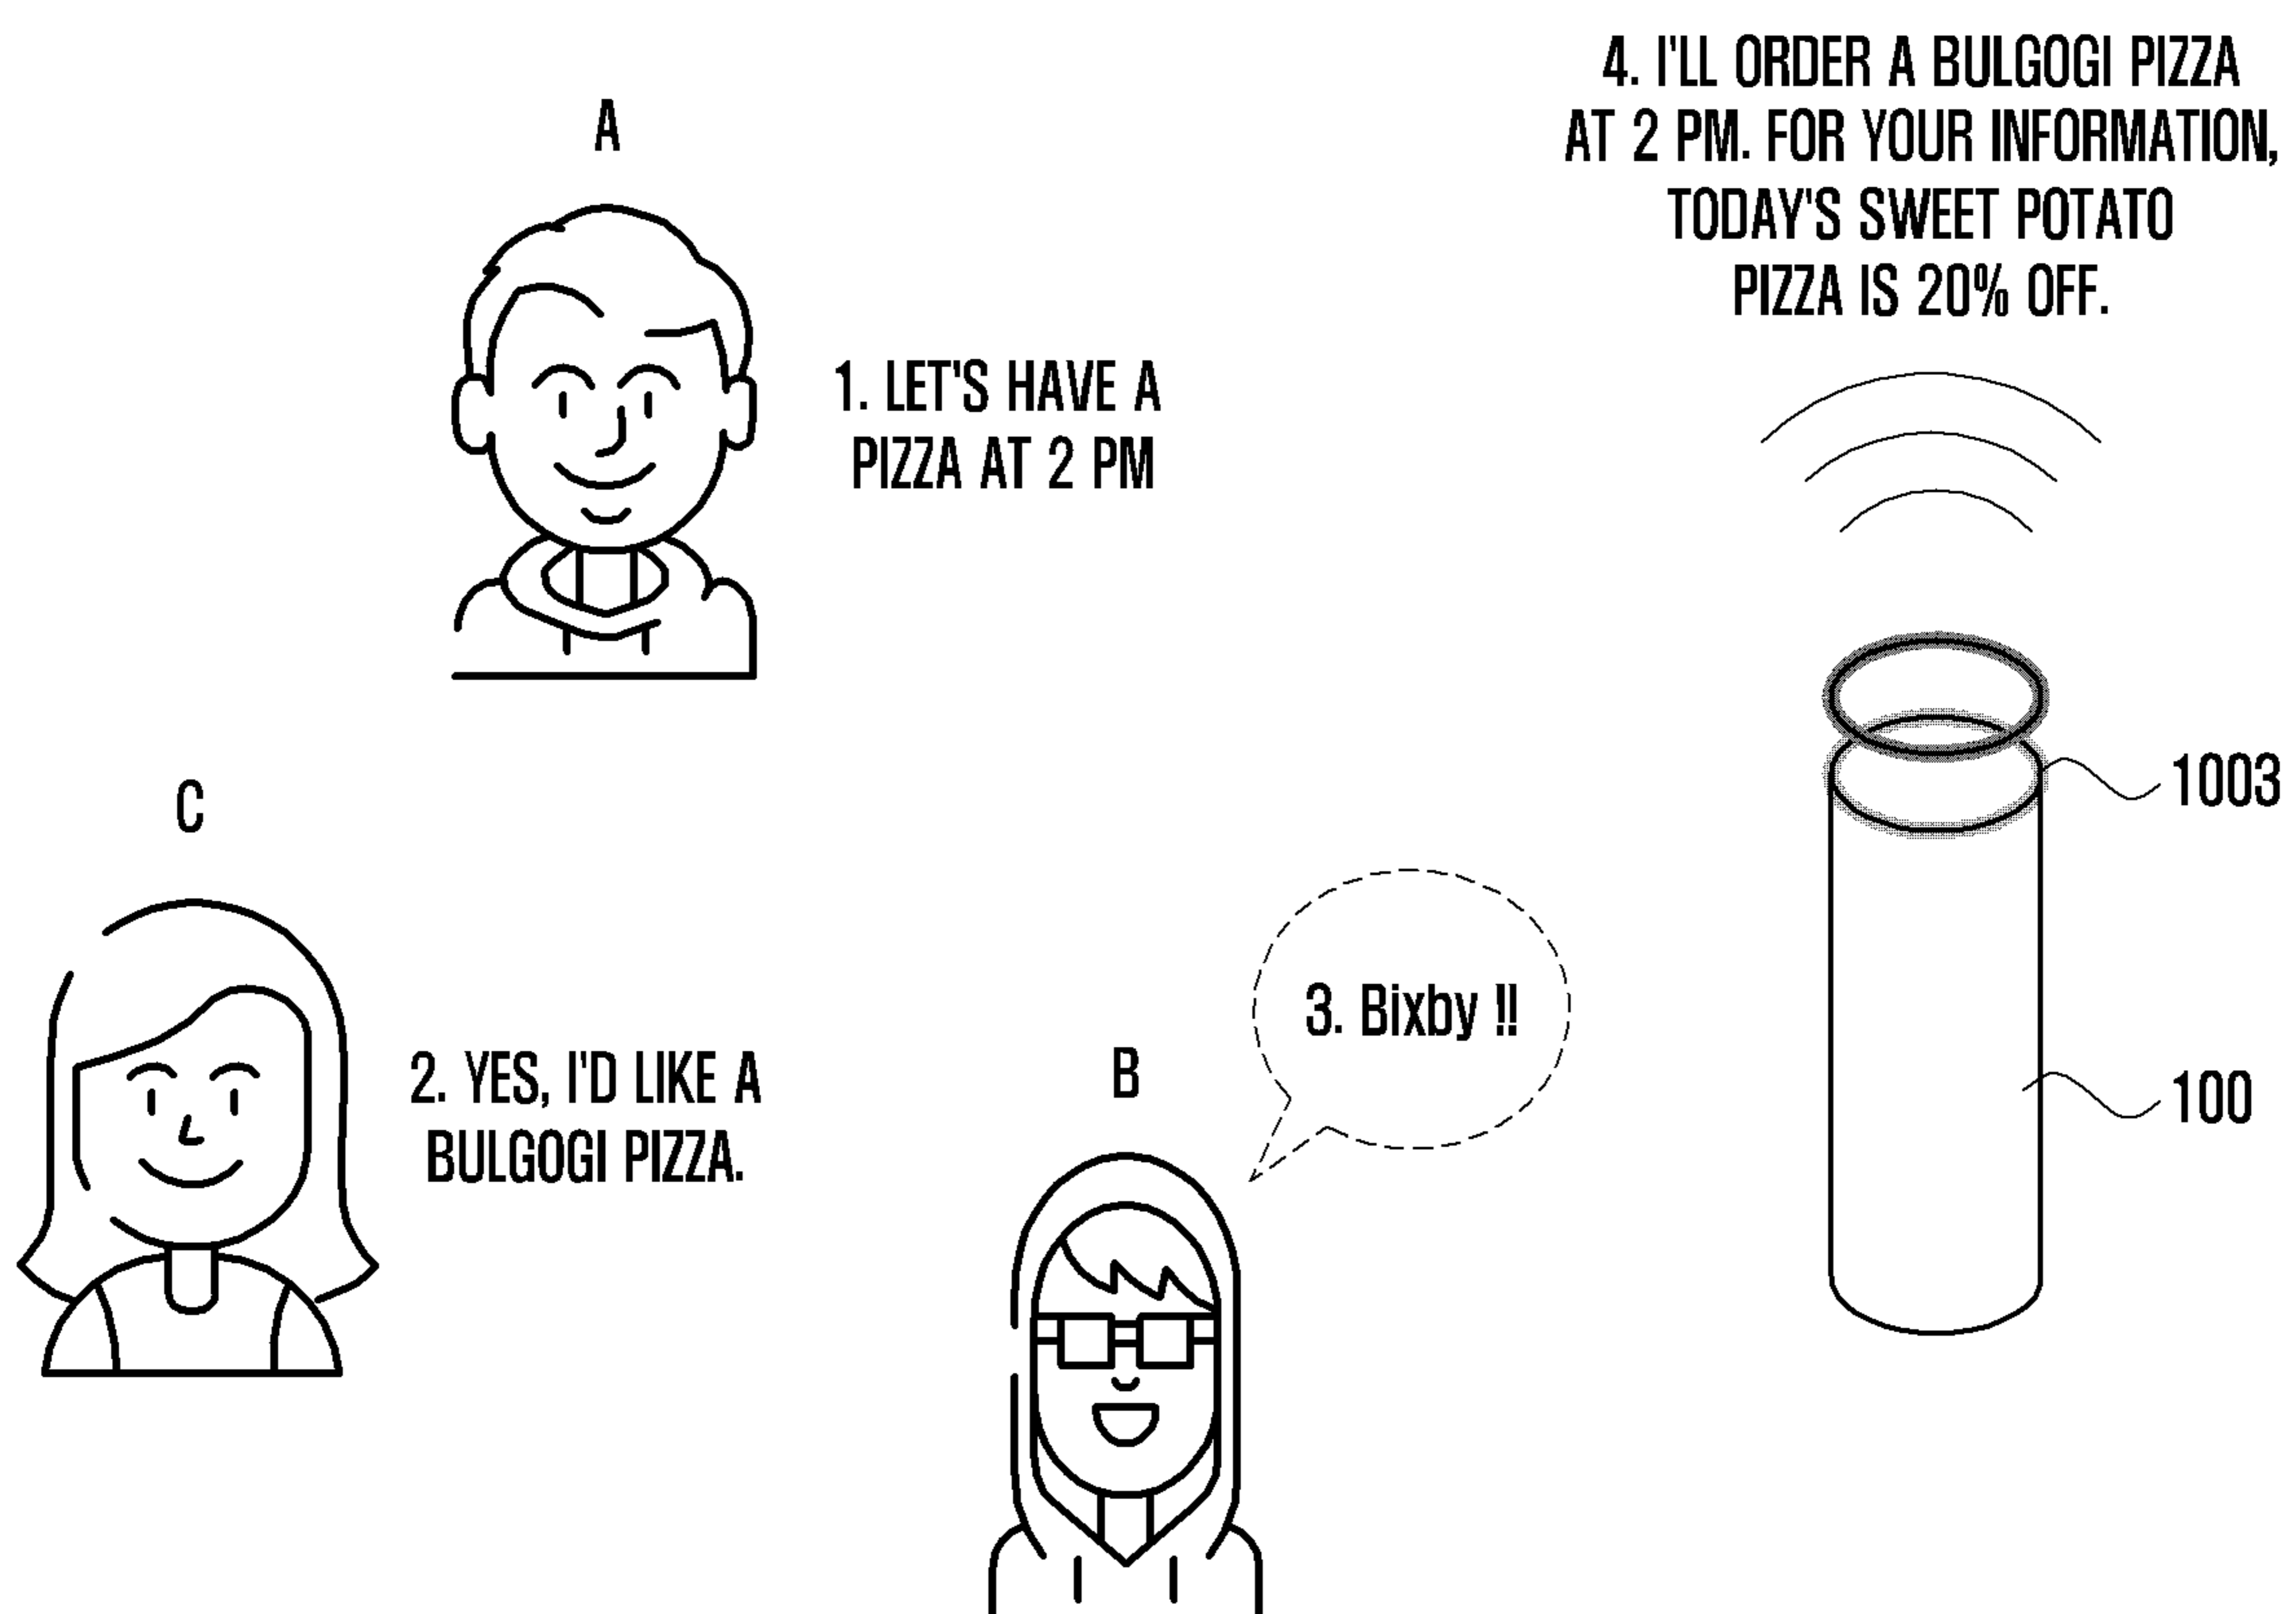 A
1. LET'S HAVE A
PIZZA AT 2 PM
C
2. YES, I'D LIKE A
BULGOGI PIZZA.
B
3. Bixby !!
4. I'LL ORDER A BULGOGI PIZZA
AT 2 PM. FOR YOUR INFORMATION,
TODAY'S SWEET POTATO
PIZZA IS 20% OFF.
1003
100